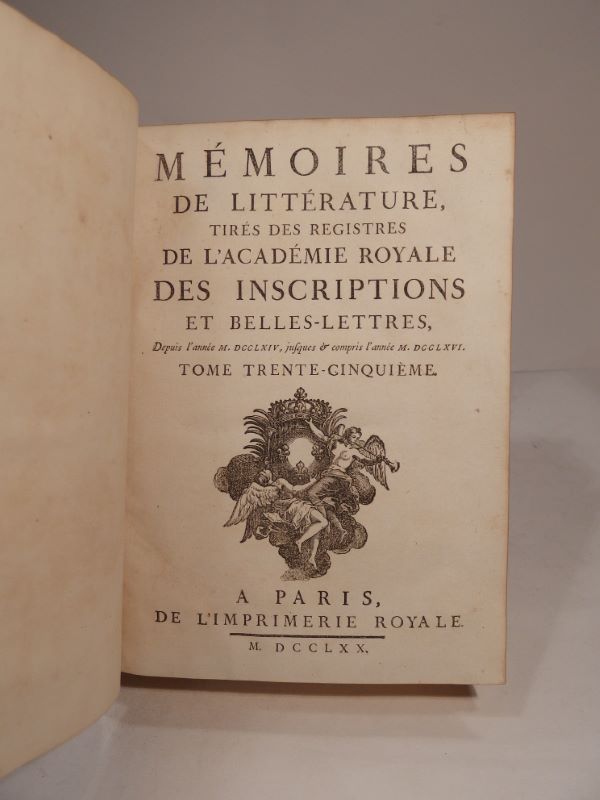 MÉMOIRES
DE LITTÉRATURE,
TIRÉS DES REGISTRES
DE L'ACADÉMIE ROYALE
DES INSCRIPTIONS
ET BELLES-LETTRES,
Depuis l'année M. DCCLXIV, jusques & compris l'année M. DCCLXVI.
TOME TRENTE-CINQUIÈME.
A PARIS,
DE L'IMPRIMERIE ROYALE.
M. DCCLXX.